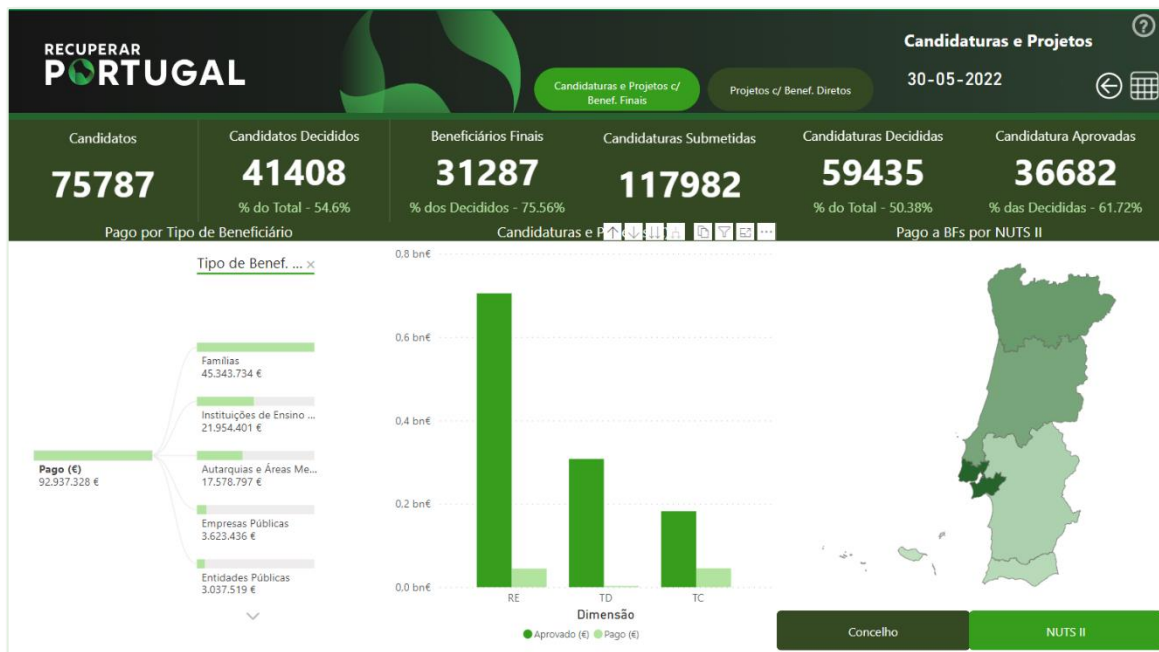 RECUPERAR
PORTUGAL
Candidaturas e Projetos c/
Benef. Finais
Projetos c/ Benef. Diretos
Candidaturas e Projetos
30-05-2022
?
Candidatos
75787
Candidatos Decididos
41408
% do Total - 54.6%
Beneficiários Finais
31287
% dos Decididos - 75.56%
Candidaturas Submetidas
117982
Candidaturas Decididas
59435
% do Total - 50.38%
Candidatura Aprovadas
36682
% das Decididas - 61.72%
Pago por Tipo de Beneficiário
Tipo de Benef. ... ×
Pago (€)
92.937.328 €
Famílias
45.343.734 €
Instituições de Ensino ...
21.954.401 €
Autarquias e Áreas Me...
17.578.797 €
Empresas Públicas
3.623.436 €
Entidades Públicas
3.037.519 €
Candidaturas e P
0,8 bn€
0,6 bn€
0,4 bn€
0,2 bn€
0,0 bn€
RE
TD
TC
Dimensão
Aprovado (€)
Pago (€)
Pago a BFs por NUTS II
Concelho
NUTS II